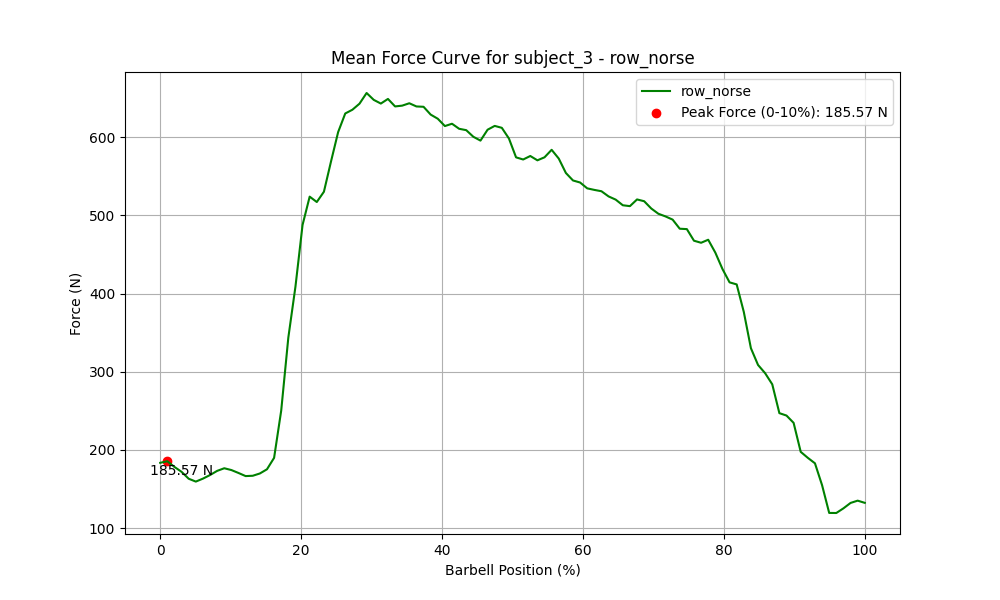 Mean Force Curve for subject_3 - row_norse
row_norse
Peak Force (0-10%): 185.57 N
600
500
400
300
200
100
Force (N)
185.57 N
0
20
40
60
80
100
Barbell Position (%)